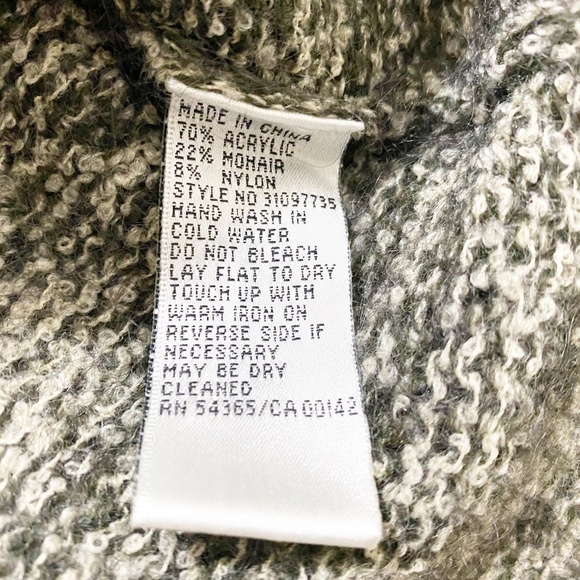 MADE IN CHINA
70% ACRYLIC
22% MOHAIR
8% NYLON
STYLE NO 31097735
HAND WASH IN
COLD WATER
DO NOT BLEACH
LAY FLAT TO DRY
TOUCH UP WITH
WARM IRON ON
REVERSE SIDE IF
NECESSARY
MAY BE DRY
CLEANED
RN 54365/CA 00142